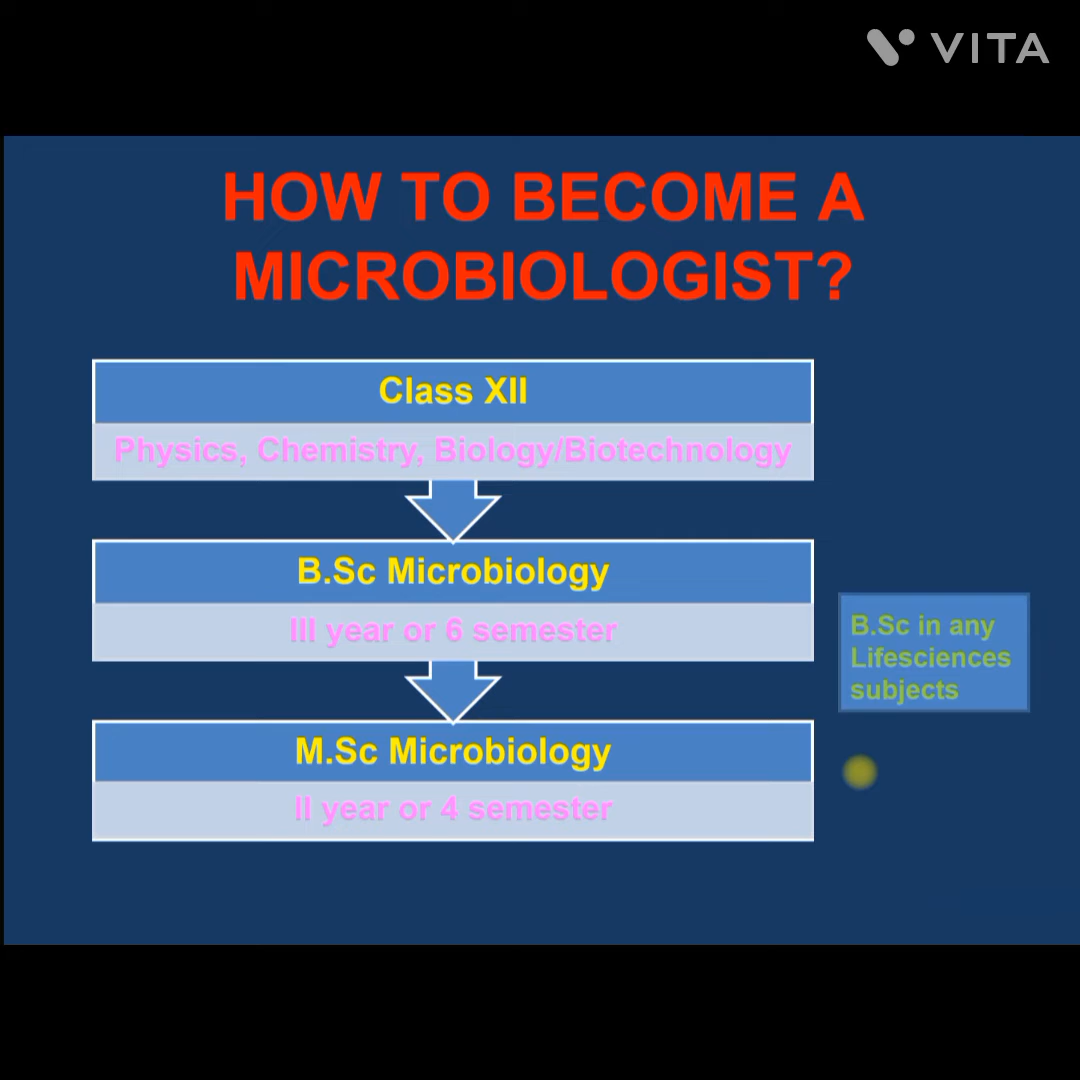 VITA
HOW TO BECOME A
MICROBIOLOGIST?
Class XII
Physics, Chemistry, Biology/Biotechnology
B.Sc Microbiology
III year or 6 semester
B.Sc in any
Lifesciences
subjects
M.Sc Microbiology
II year or 4 semester